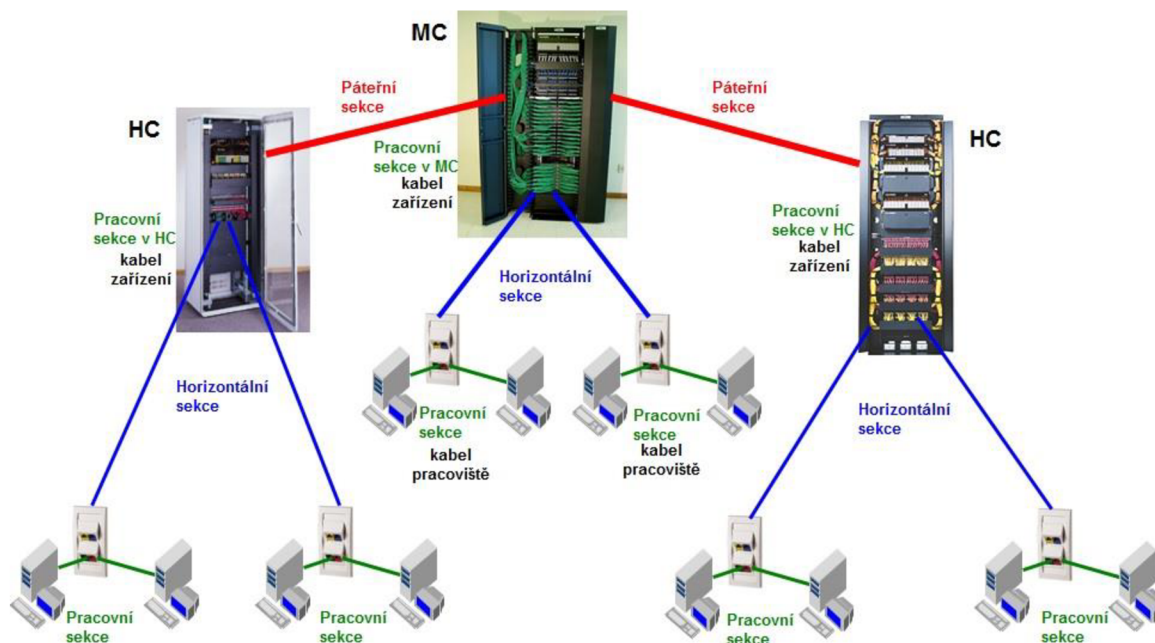 MC
Páteřní
sekce
Páteřní
sekce
HC
HC
Pracovní
sekce v MC
kabel
zařízení
Pracovní
sekce v HC
kabel
zařízení
Pracovní
sekce v HC
kabel
zařízení
Horizontální
sekce
Horizontální
sekce
Horizontální
sekce
Pracovní
sekce
kabel
pracoviště
Pracovní
sekce
kabel
pracoviště
Pracovní
sekce
Pracovní
sekce
Pracovní
sekce
Pracovní
sekce